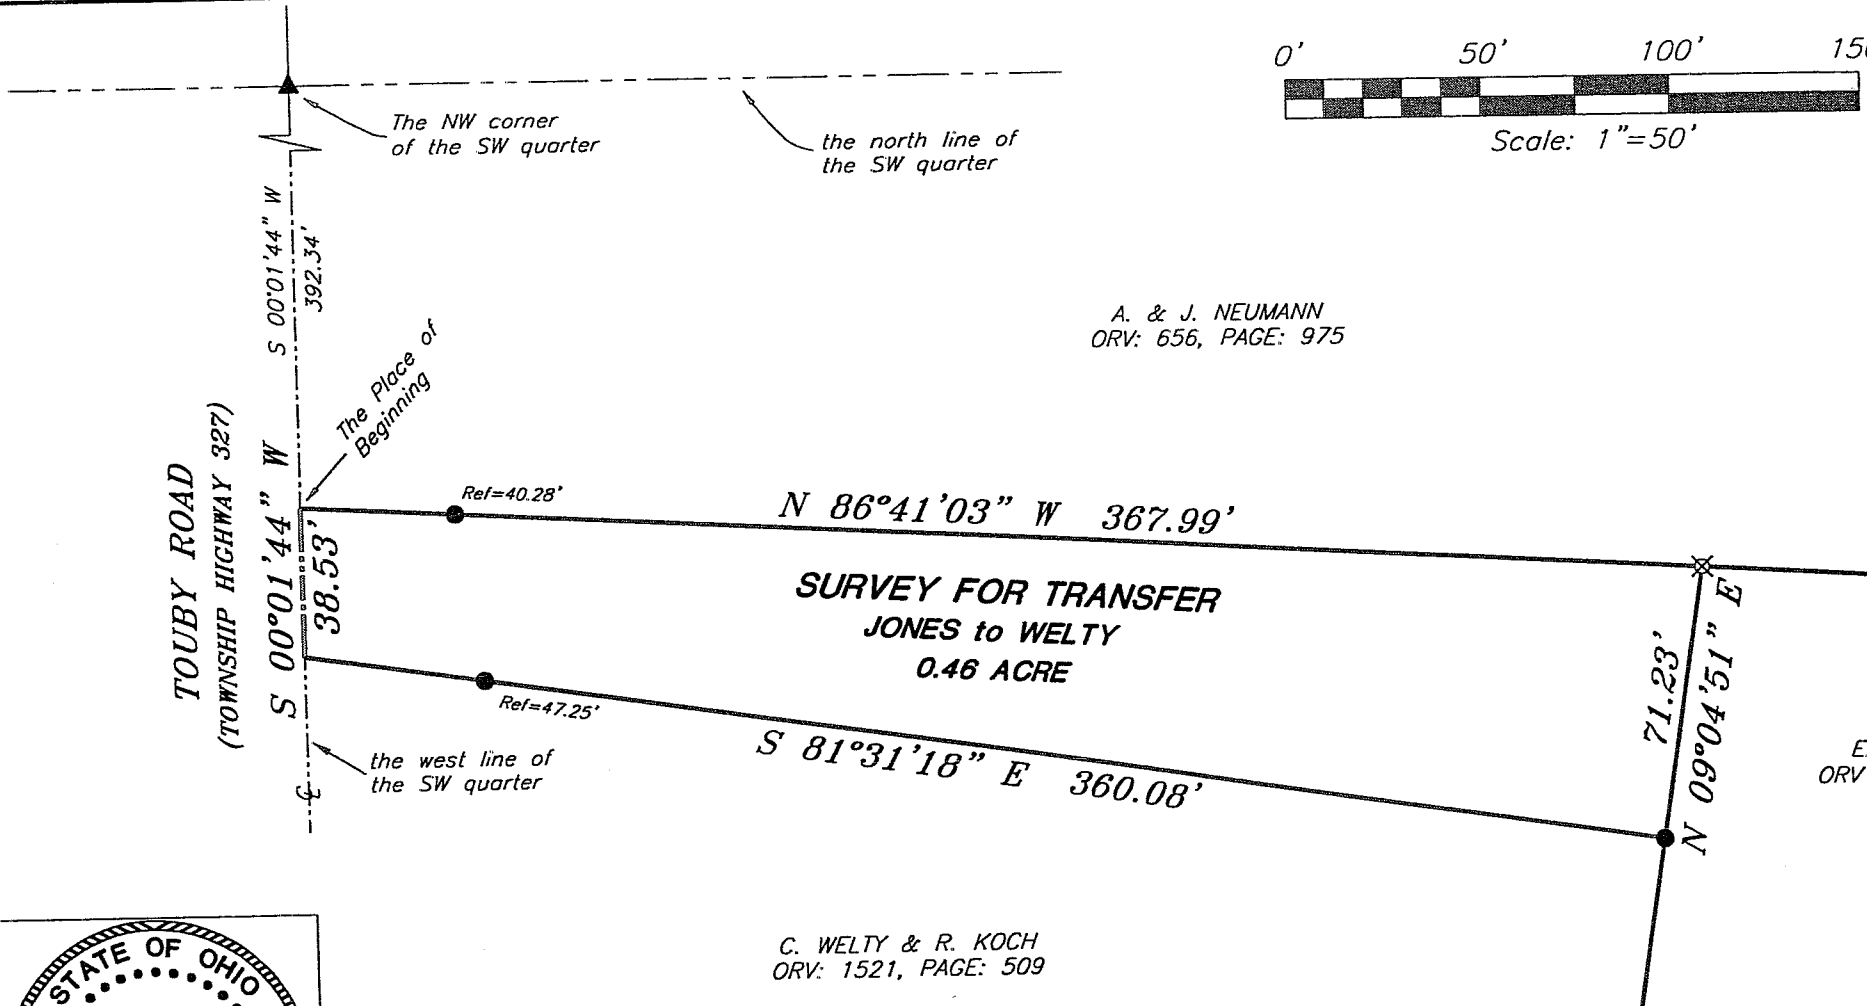 0' 50' 100'
Scale: 1"=50'
The NW corner
of the SW quarter
the north line of
the SW quarter
S 00°01'44" W
392.34'
A. & J. NEUMANN
ORV: 656, PAGE: 975
The Place of
Beginning
TOUBY ROAD
(TOWNSHIP HIGHWAY 327)
S 00°01'44" W
38.53'
Ref=40.28'
N 86°41'03" W 367.99'
SURVEY FOR TRANSFER
JONES to WELTY
0.46 ACRE
71.23'
N 09°04'51" E
Ref=47.25'
S 81°31'18" E 360.08'
the west line of
the SW quarter
ORV
C. WELTY & R. KOCH
ORV: 1521, PAGE: 509
STATE OF OHIO